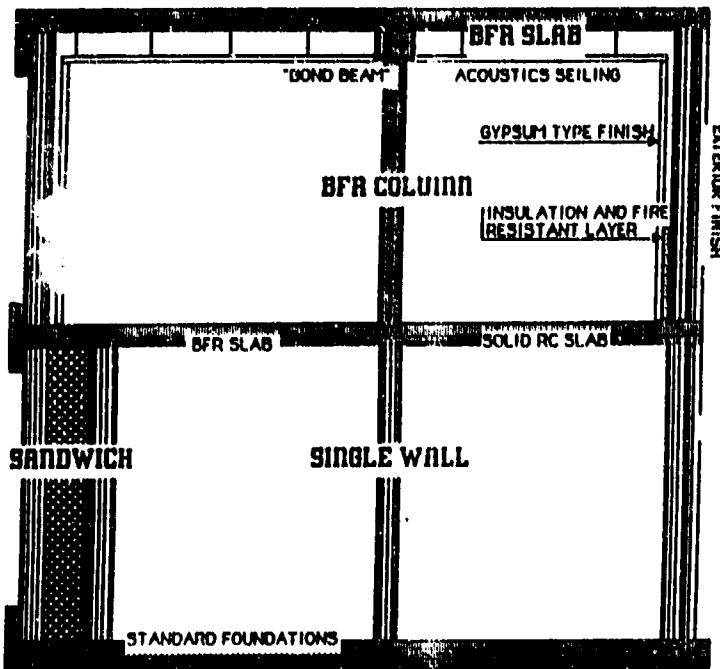 BFR SLAB
"BOND BEAM"
ACOUSTICS SEILING
GYPSUM TYPE FINISH
EXTERIOR FINISH
BFR COLUMN
INSULATION AND FIRE
RESISTANT LAYER
BFR SLAB
SOLID RC SLAB
SANDWICH
SINGLE WALL
STANDARD FOUNDATIONS